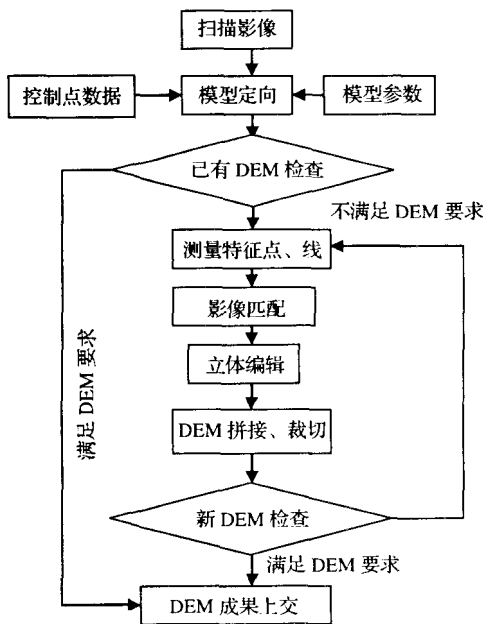 扫描影像
控制点数据
模型定向
模型参数
已有 DEM 检查
不满足 DEM 要求
测量特征点、线
影像匹配
立体编辑
满足 DEM 要求
DEM 拼接、裁切
新 DEM 检查
满足 DEM 要求
DEM 成果上交